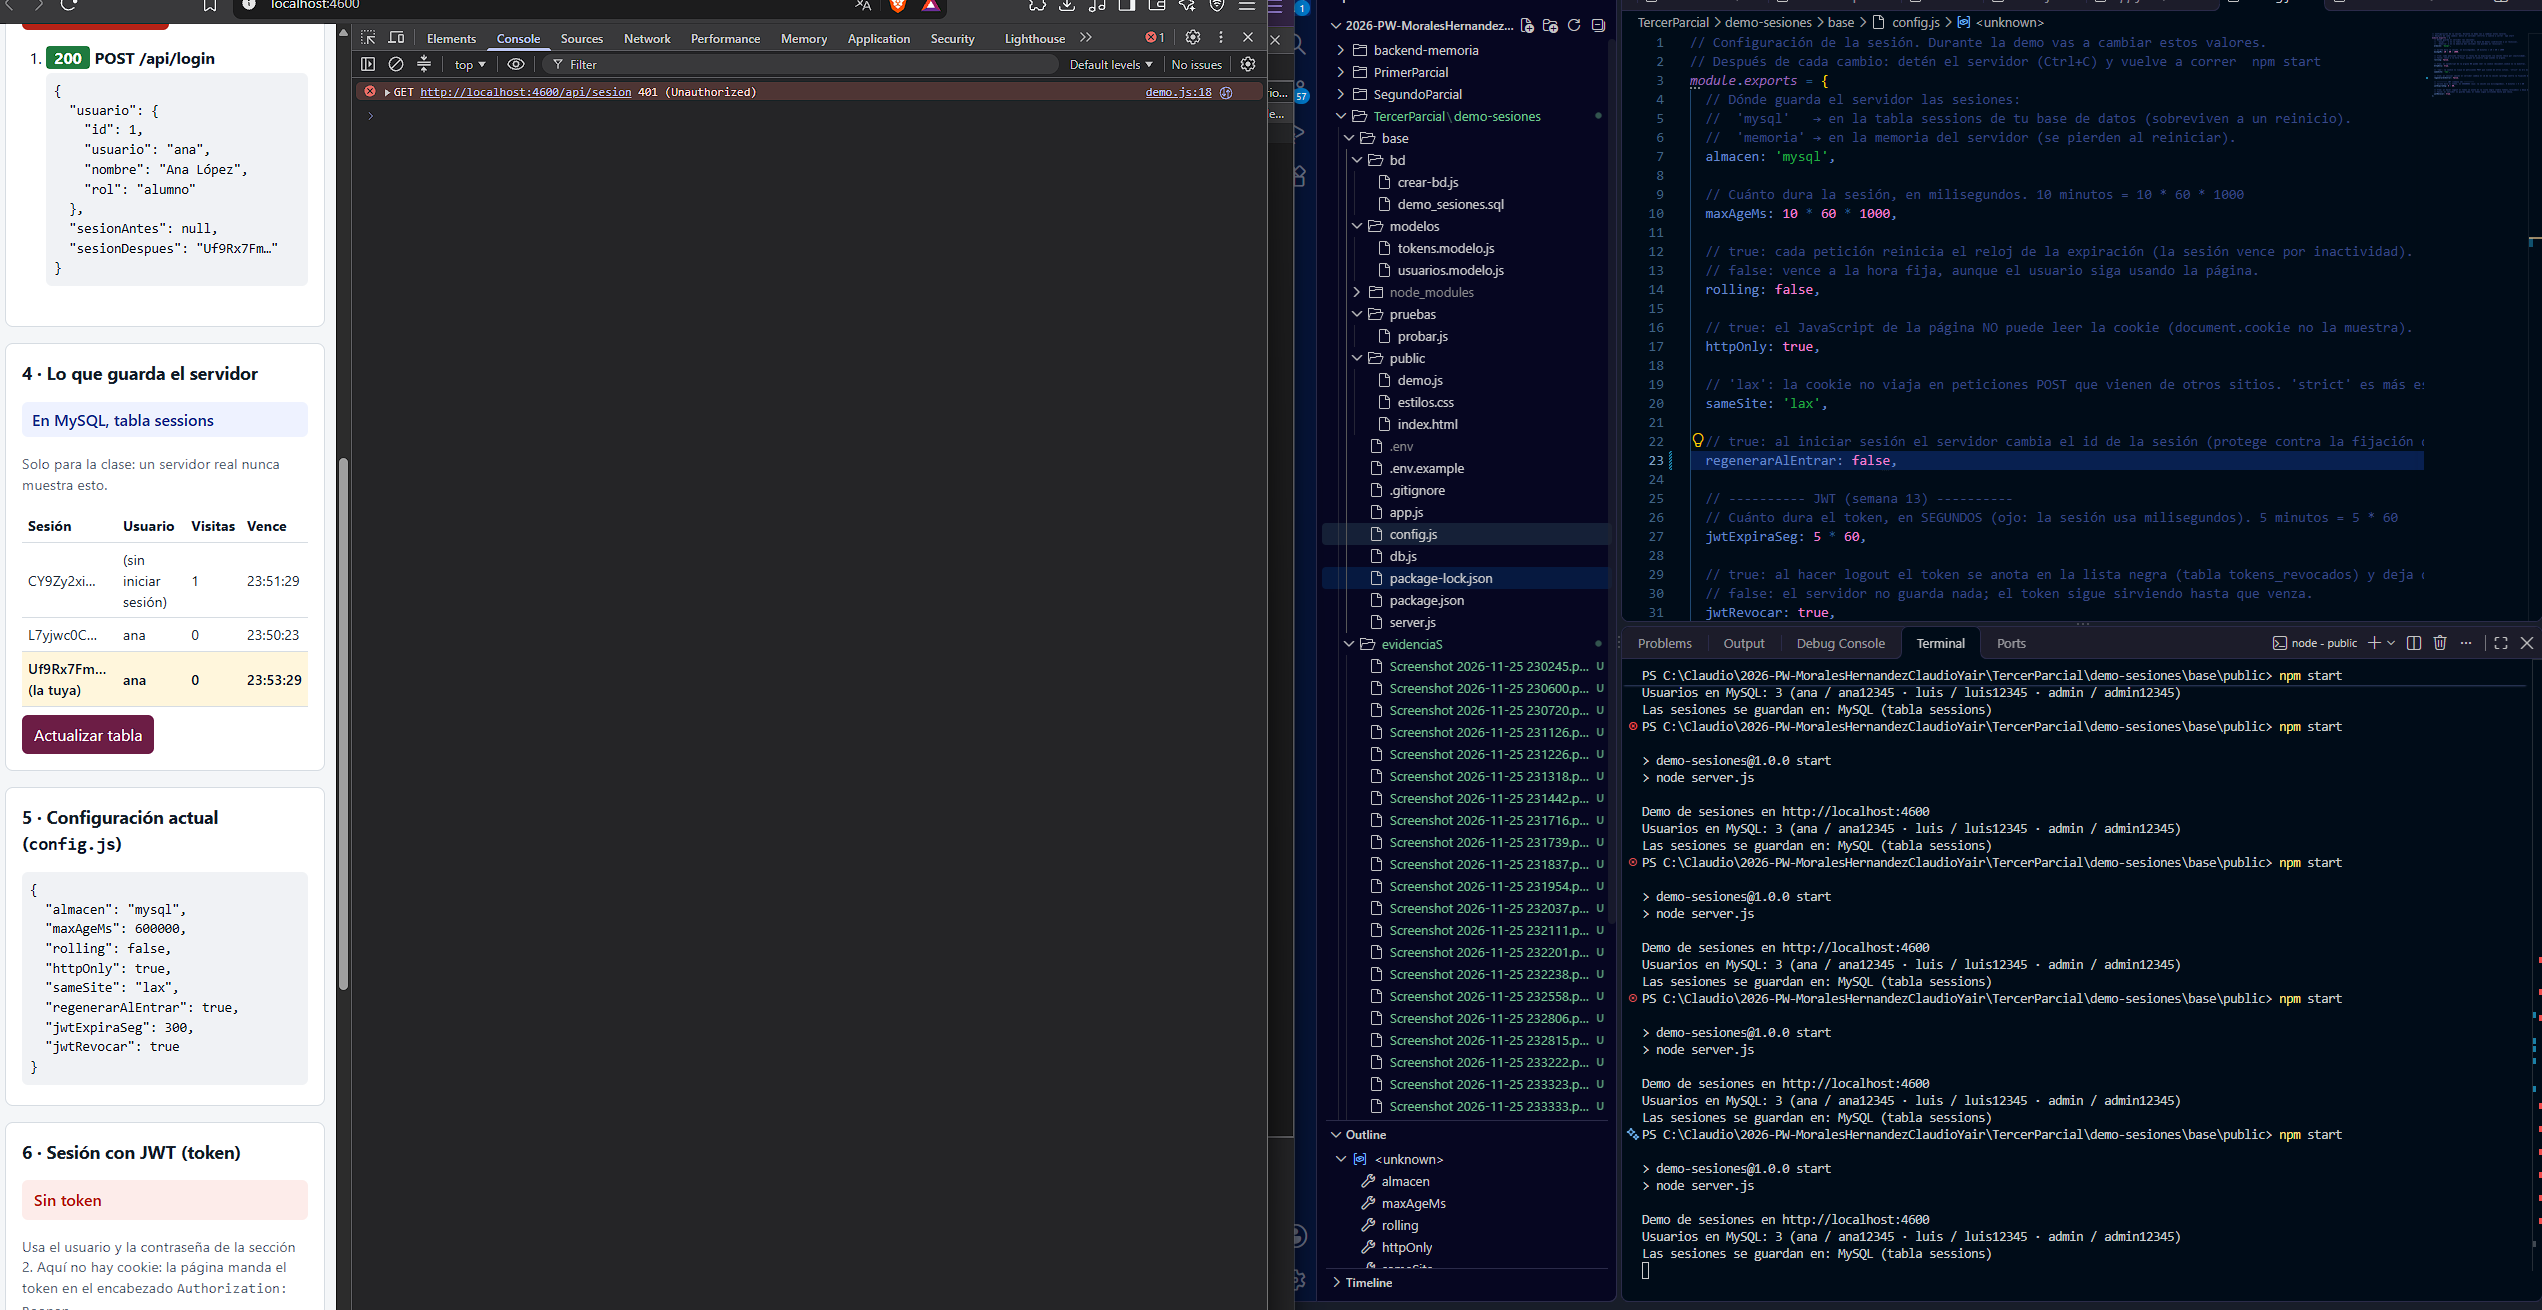 localhost:4600
1. 200 POST /api/login
{
"usuario": {
"id": 1,
"usuario": "ana",
"nombre": "Ana López",
"rol": "alumno"
},
"sesionAntes": null,
"sesionDespues": "Uf9Rx7Fm…"
}
4 · Lo que guarda el servidor
En MySQL, tabla sessions
Solo para la clase: un servidor real nunca
muestra esto.
Sesión Usuario Visitas Vence
CY9Zy2xi... (sin iniciar sesión) 1 23:51:29
L7yjwc0C... ana 0 23:50:23
Uf9Rx7Fm... (la tuya) ana 0 23:53:29
Actualizar tabla
5 · Configuración actual
(config.js)
{
"almacen": "mysql",
"maxAgeMs": 600000,
"rolling": false,
"httpOnly": true,
"sameSite": "lax",
"regenerarAlEntrar": true,
"jwtExpiraSeg": 300,
"jwtRevocar": true
}
6 · Sesión con JWT (token)
Sin token
Usa el usuario y la contraseña de la sección
2. Aquí no hay cookie: la página manda el
token en el encabezado Authorization:
Elements Console Sources Network Performance Memory Application Security Lighthouse 1
top Filter Default levels No issues
GET http://localhost:4600/api/sesion 401 (Unauthorized) demo.js:18
1
57
2026-PW-MoralesHernandez...
backend-memoria
PrimerParcial
SegundoParcial
TercerParcial\demo-sesiones
base
bd
crear-bd.js
demo_sesiones.sql
modelos
tokens.modelo.js
usuarios.modelo.js
node_modules
pruebas
probar.js
public
demo.js
estilos.css
index.html
.env
.env.example
.gitignore
app.js
config.js
db.js
package-lock.json
package.json
server.js
evidenciaS
Screenshot 2026-11-25 230245.p... U
Screenshot 2026-11-25 230600.p... U
Screenshot 2026-11-25 230720.p... U
Screenshot 2026-11-25 231126.p... U
Screenshot 2026-11-25 231226.p... U
Screenshot 2026-11-25 231318.p... U
Screenshot 2026-11-25 231442.p... U
Screenshot 2026-11-25 231716.p... U
Screenshot 2026-11-25 231739.p... U
Screenshot 2026-11-25 231837.p... U
Screenshot 2026-11-25 231954.p... U
Screenshot 2026-11-25 232037.p... U
Screenshot 2026-11-25 232111.p... U
Screenshot 2026-11-25 232201.p... U
Screenshot 2026-11-25 232238.p... U
Screenshot 2026-11-25 232558.p... U
Screenshot 2026-11-25 232806.p... U
Screenshot 2026-11-25 232815.p... U
Screenshot 2026-11-25 233222.p... U
Screenshot 2026-11-25 233323.p... U
Screenshot 2026-11-25 233333.p... U
Outline
<unknown>
almacen
maxAgeMs
rolling
httpOnly
Timeline
TercerParcial > demo-sesiones > base > config.js > <unknown>
1 // Configuración de la sesión. Durante la demo vas a cambiar estos valores.
2 // Después de cada cambio: detén el servidor (Ctrl+C) y vuelve a correr npm start
3 module.exports = {
4 // Dónde guarda el servidor las sesiones:
5 // 'mysql' → en la tabla sessions de tu base de datos (sobreviven a un reinicio).
6 // 'memoria' → en la memoria del servidor (se pierden al reiniciar).
7 almacen: 'mysql',
8
9 // Cuánto dura la sesión, en milisegundos. 10 minutos = 10 * 60 * 1000
10 maxAgeMs: 10 * 60 * 1000,
11
12 // true: cada petición reinicia el reloj de la expiración (la sesión vence por inactividad).
13 // false: vence a la hora fija, aunque el usuario siga usando la página.
14 rolling: false,
15
16 // true: el JavaScript de la página NO puede leer la cookie (document.cookie no la muestra).
17 httpOnly: true,
18
19 // 'lax': la cookie no viaja en peticiones POST que vienen de otros sitios. 'strict' es más es
20 sameSite: 'lax',
21
22 // true: al iniciar sesión el servidor cambia el id de la sesión (protege contra la fijación
23 regenerarAlEntrar: false,
24
25 // ---------- JWT (semana 13) ----------
26 // Cuánto dura el token, en SEGUNDOS (ojo: la sesión usa milisegundos). 5 minutos = 5 * 60
27 jwtExpiraSeg: 5 * 60,
28
29 // true: al hacer logout el token se anota en la lista negra (tabla tokens_revocados) y deja
30 // false: el servidor no guarda nada; el token sigue sirviendo hasta que venza.
31 jwtRevocar: true,
Problems Output Debug Console Terminal Ports node - public
PS C:\Claudio\2026-PW-MoralesHernandezClaudioYair\TercerParcial\demo-sesiones\base\public> npm start
Usuarios en MySQL: 3 (ana / ana12345 · luis / luis12345 · admin / admin12345)
Las sesiones se guardan en: MySQL (tabla sessions)
PS C:\Claudio\2026-PW-MoralesHernandezClaudioYair\TercerParcial\demo-sesiones\base\public> npm start
> demo-sesiones@1.0.0 start
> node server.js
Demo de sesiones en http://localhost:4600
Usuarios en MySQL: 3 (ana / ana12345 · luis / luis12345 · admin / admin12345)
Las sesiones se guardan en: MySQL (tabla sessions)
PS C:\Claudio\2026-PW-MoralesHernandezClaudioYair\TercerParcial\demo-sesiones\base\public> npm start
> demo-sesiones@1.0.0 start
> node server.js
Demo de sesiones en http://localhost:4600
Usuarios en MySQL: 3 (ana / ana12345 · luis / luis12345 · admin / admin12345)
Las sesiones se guardan en: MySQL (tabla sessions)
PS C:\Claudio\2026-PW-MoralesHernandezClaudioYair\TercerParcial\demo-sesiones\base\public> npm start
> demo-sesiones@1.0.0 start
> node server.js
Demo de sesiones en http://localhost:4600
Usuarios en MySQL: 3 (ana / ana12345 · luis / luis12345 · admin / admin12345)
Las sesiones se guardan en: MySQL (tabla sessions)
PS C:\Claudio\2026-PW-MoralesHernandezClaudioYair\TercerParcial\demo-sesiones\base\public> npm start
> demo-sesiones@1.0.0 start
> node server.js
Demo de sesiones en http://localhost:4600
Usuarios en MySQL: 3 (ana / ana12345 · luis / luis12345 · admin / admin12345)
Las sesiones se guardan en: MySQL (tabla sessions)